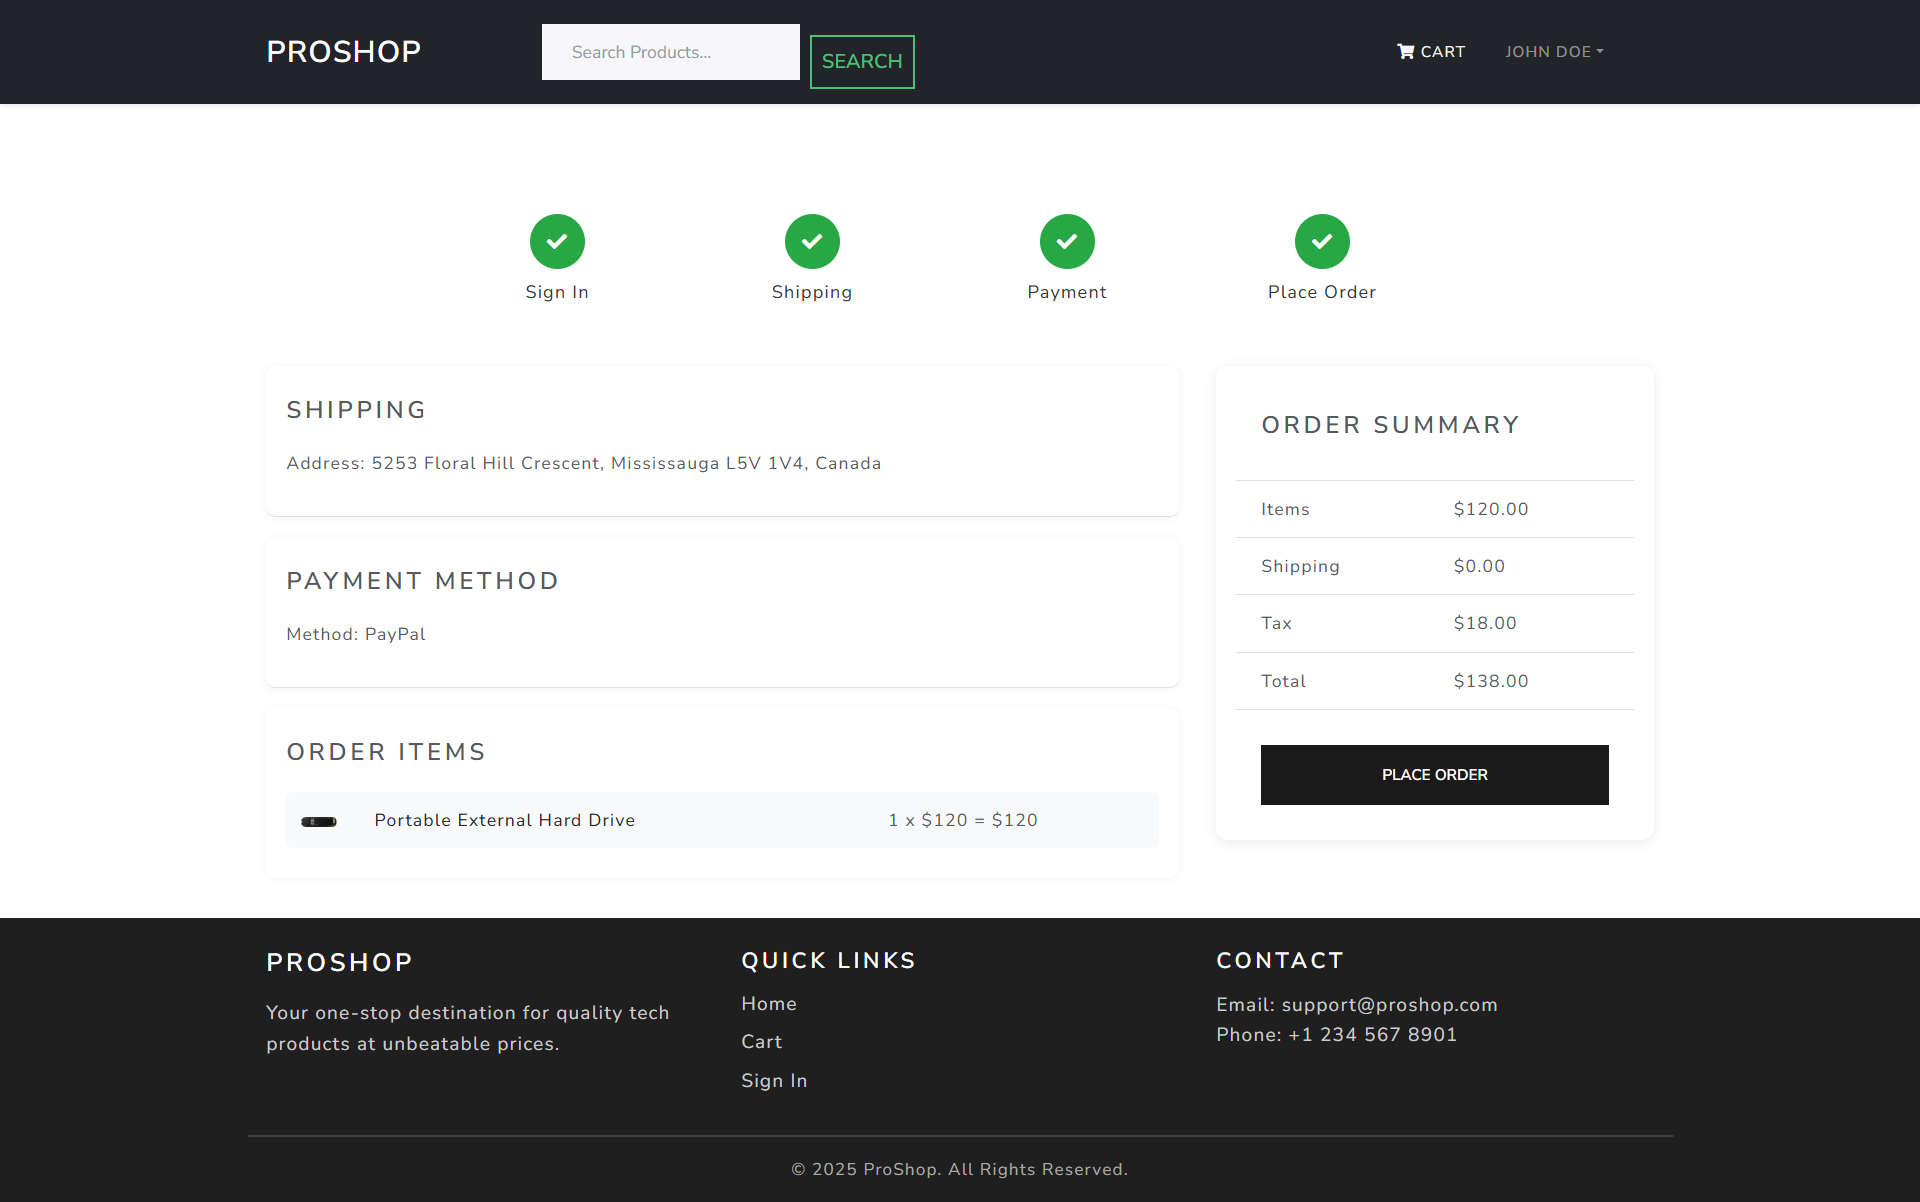 PROSHOP
Search Products...
SEARCH
CART
JOHN DOE
Sign In
Shipping
Payment
Place Order
SHIPPING
Address: 5253 Floral Hill Crescent, Mississauga L5V 1V4, Canada
PAYMENT METHOD
Method: PayPal
ORDER ITEMS
Portable External Hard Drive
1 x $120 = $120
ORDER SUMMARY
Items $120.00
Shipping $0.00
Tax $18.00
Total $138.00
PLACE ORDER
PROSHOP
Your one-stop destination for quality tech
products at unbeatable prices.
QUICK LINKS
Home
Cart
Sign In
CONTACT
Email: support@proshop.com
Phone: +1 234 567 8901
© 2025 ProShop. All Rights Reserved.